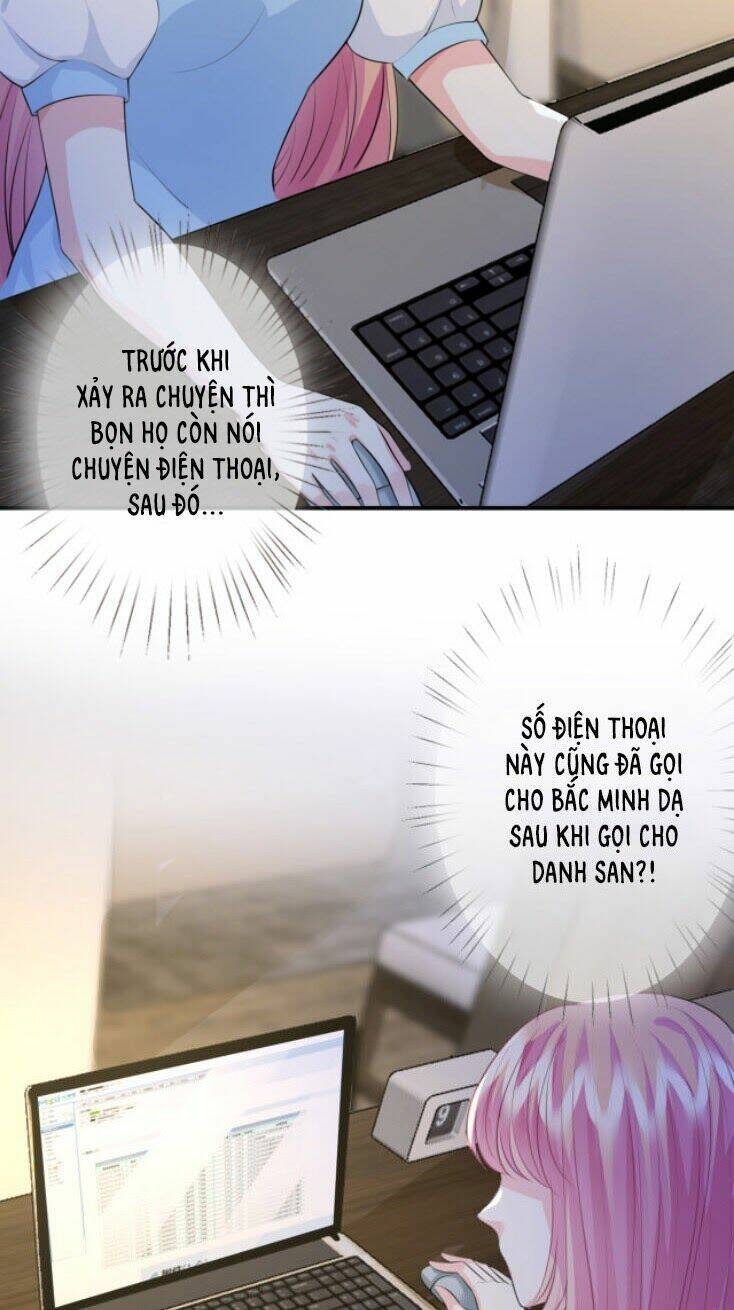 TRƯỚC KHI
XẢY RA CHUYỆN THÌ
BỌN HỌ CÒN NÓI
CHUYỆN ĐIỆN THOẠI,
SAU ĐÓ...
SỐ ĐIỆN THOẠI
NÀY CŨNG ĐÃ GỌI
CHO BẮC MINH DẠ
SAU KHI GỌI CHO
DANH SAN?!
9